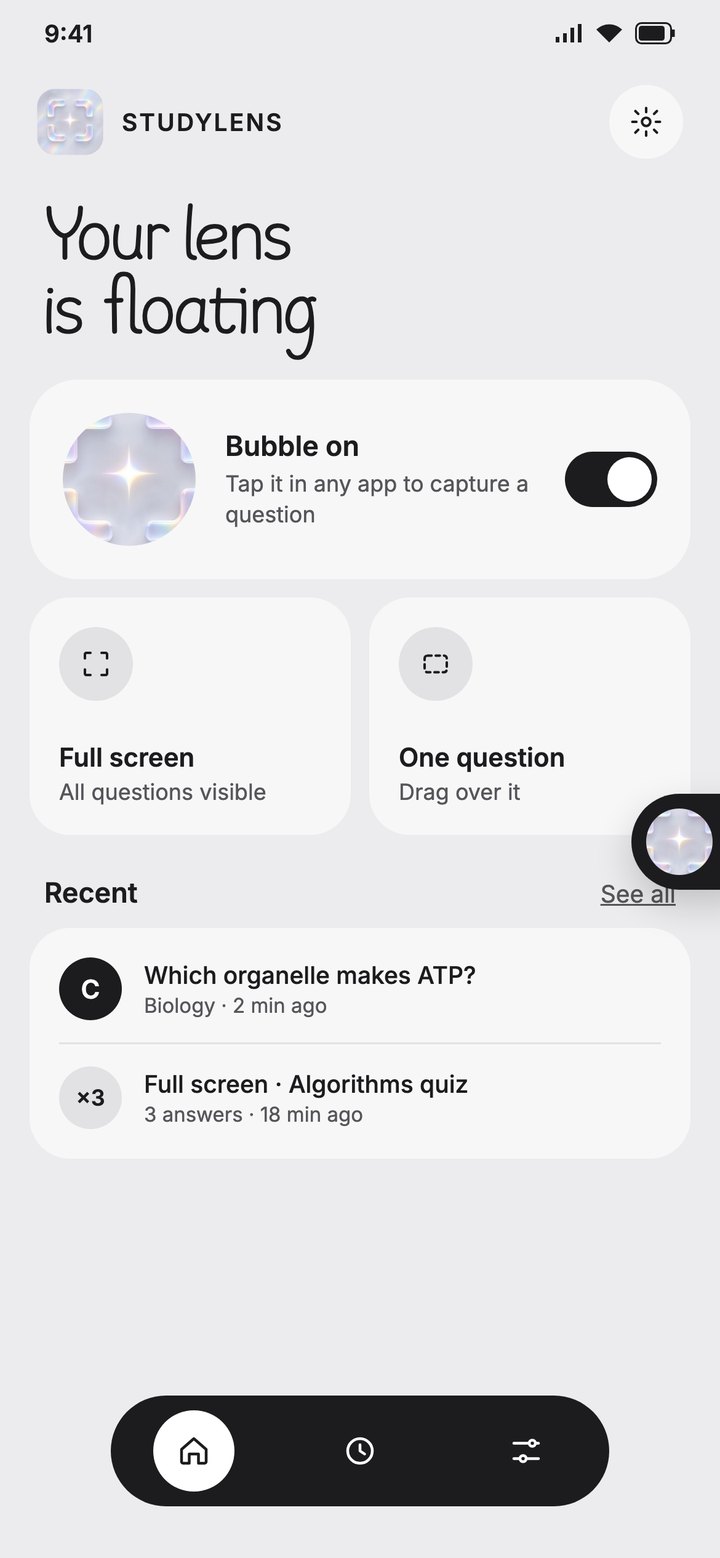 9:41
STUDYLENS
Your lens
is floating
Bubble on
Tap it in any app to capture a
question
Full screen
All questions visible
One question
Drag over it
Recent
See all
C
Which organelle makes ATP?
Biology · 2 min ago
×3
Full screen · Algorithms quiz
3 answers · 18 min ago